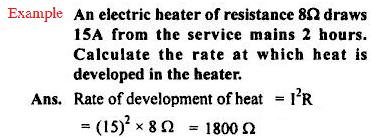 Example An electric heater of resistance 8Ω draws
15A from the service mains 2 hours.
Calculate the rate at which heat is
developed in the heater.
Ans. Rate of development of heat = I²R
= (15)² × 8 Ω = 1800 Ω